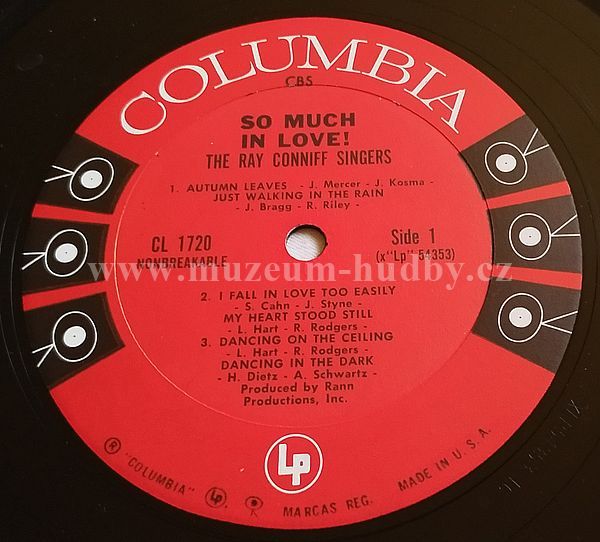 COLUMBIA
CBS
SO MUCH
IN LOVE!
THE RAY CONNIFF SINGERS
1. AUTUMN LEAVES - J. Mercer - J. Kosma -
JUST WALKING IN THE RAIN
- J. Bragg - R. Riley -
CL 1720
NONBREAKABLE
Side 1
(x"Lp" 54353)
www.muzeum-hudby.cz
2. I FALL IN LOVE TOO EASILY
- S. Cahn - J. Styne -
MY HEART STOOD STILL
- L. Hart - R. Rodgers -
3. DANCING ON THE CEILING
- L. Hart - R. Rodgers -
DANCING IN THE DARK
- H. Dietz - A. Schwartz -
Produced by Rann
Productions, Inc.
Lp
® "COLUMBIA" Lp MARCAS REG. MADE IN U. S. A.